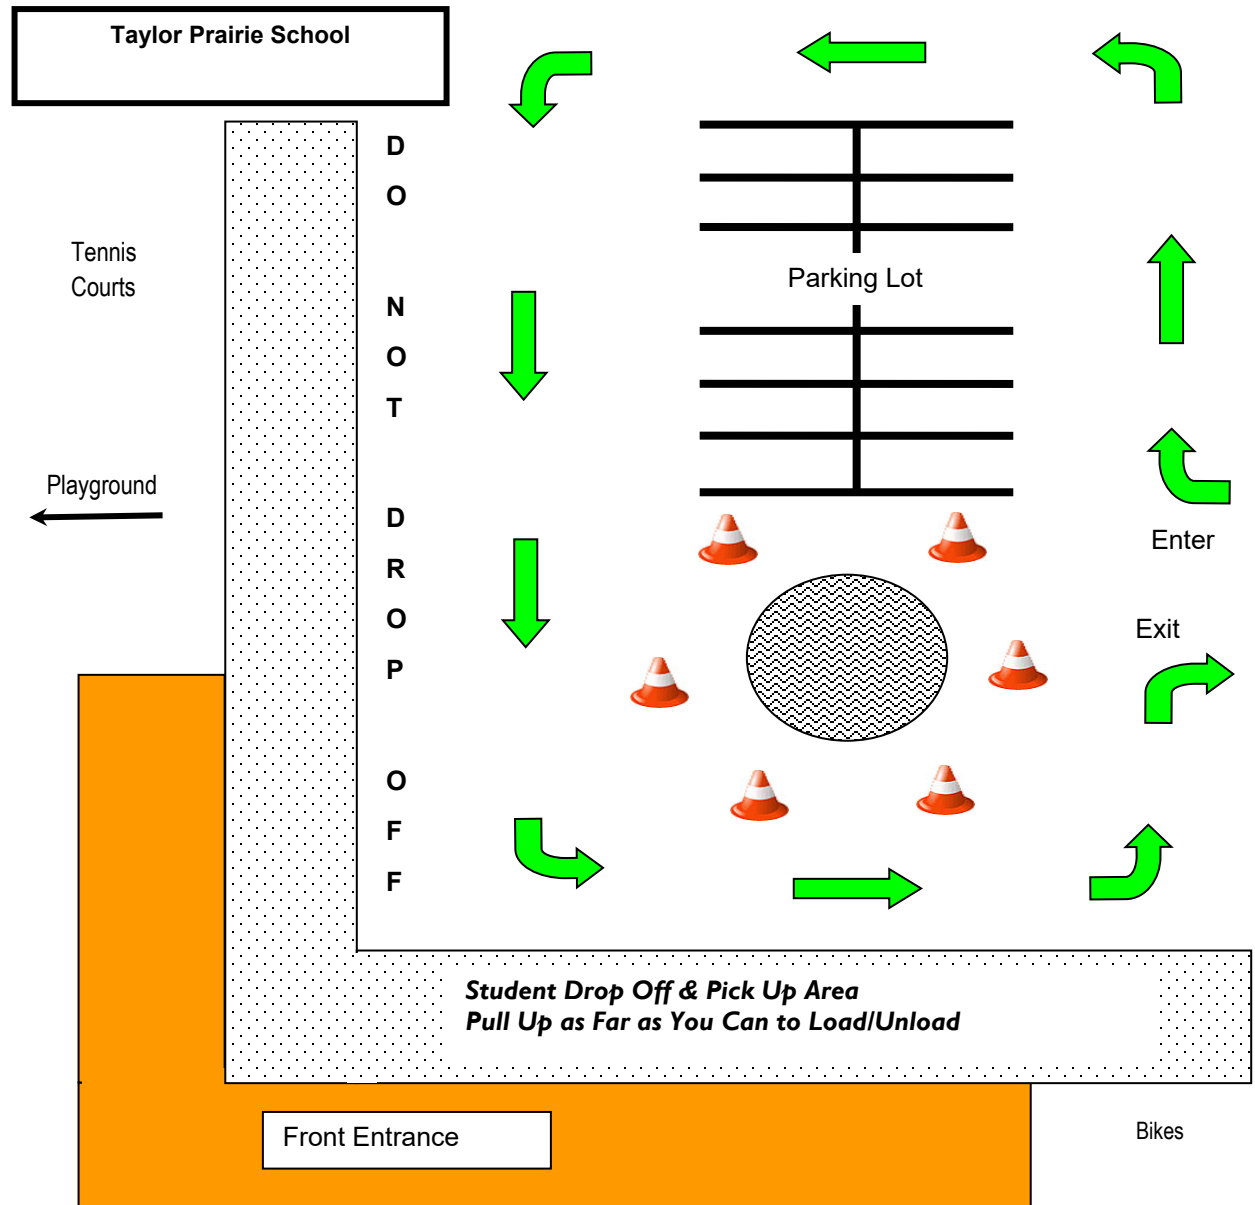 Taylor Prairie School
Tennis
Courts
Playground
D
O
N
O
T
D
R
O
P
O
F
F
Parking Lot
Enter
Exit
Student Drop Off & Pick Up Area
Pull Up as Far as You Can to Load/Unload
Front Entrance
Bikes